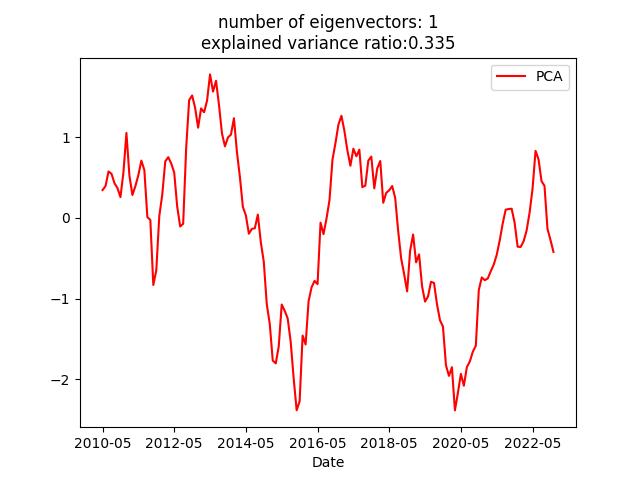 number of eigenvectors: 1
explained variance ratio:0.335
PCA
1
0
−1
−2
2010-05 2012-05 2014-05 2016-05 2018-05 2020-05 2022-05
Date